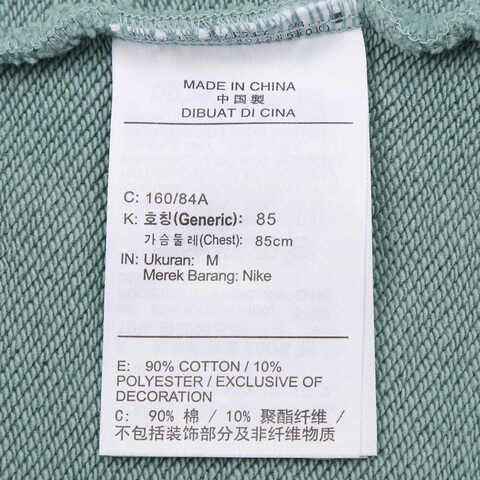 MADE IN CHINA
中国製
DIBUAT DI CINA
C: 160/84A
K: 호칭(Generic): 85
가슴둘레(Chest): 85cm
IN: Ukuran: M
Merek Barang: Nike
E: 90% COTTON / 10%
POLYESTER / EXCLUSIVE OF
DECORATION
C: 90% 棉 / 10% 聚酯纤维 /
不包括装饰部分及非纤维物质